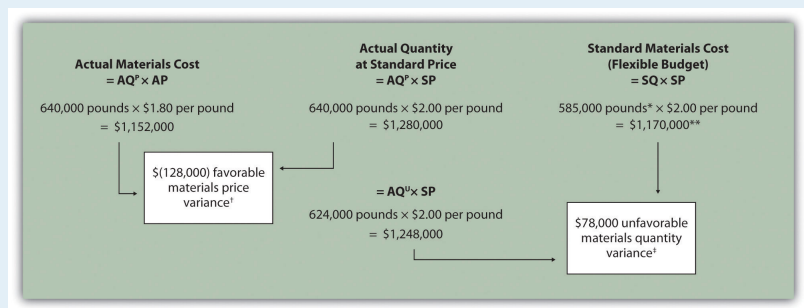 Actual Materials Cost
= AQᴾ × AP
640,000 pounds × $1.80 per pound
= $1,152,000
Actual Quantity
at Standard Price
= AQᴾ × SP
640,000 pounds × $2.00 per pound
= $1,280,000
Standard Materials Cost
(Flexible Budget)
= SQ × SP
585,000 pounds* × $2.00 per pound
= $1,170,000**
$(128,000) favorable
materials price
variance†
= AQᵁ× SP
624,000 pounds × $2.00 per pound
= $1,248,000
$78,000 unfavorable
materials quantity
variance‡